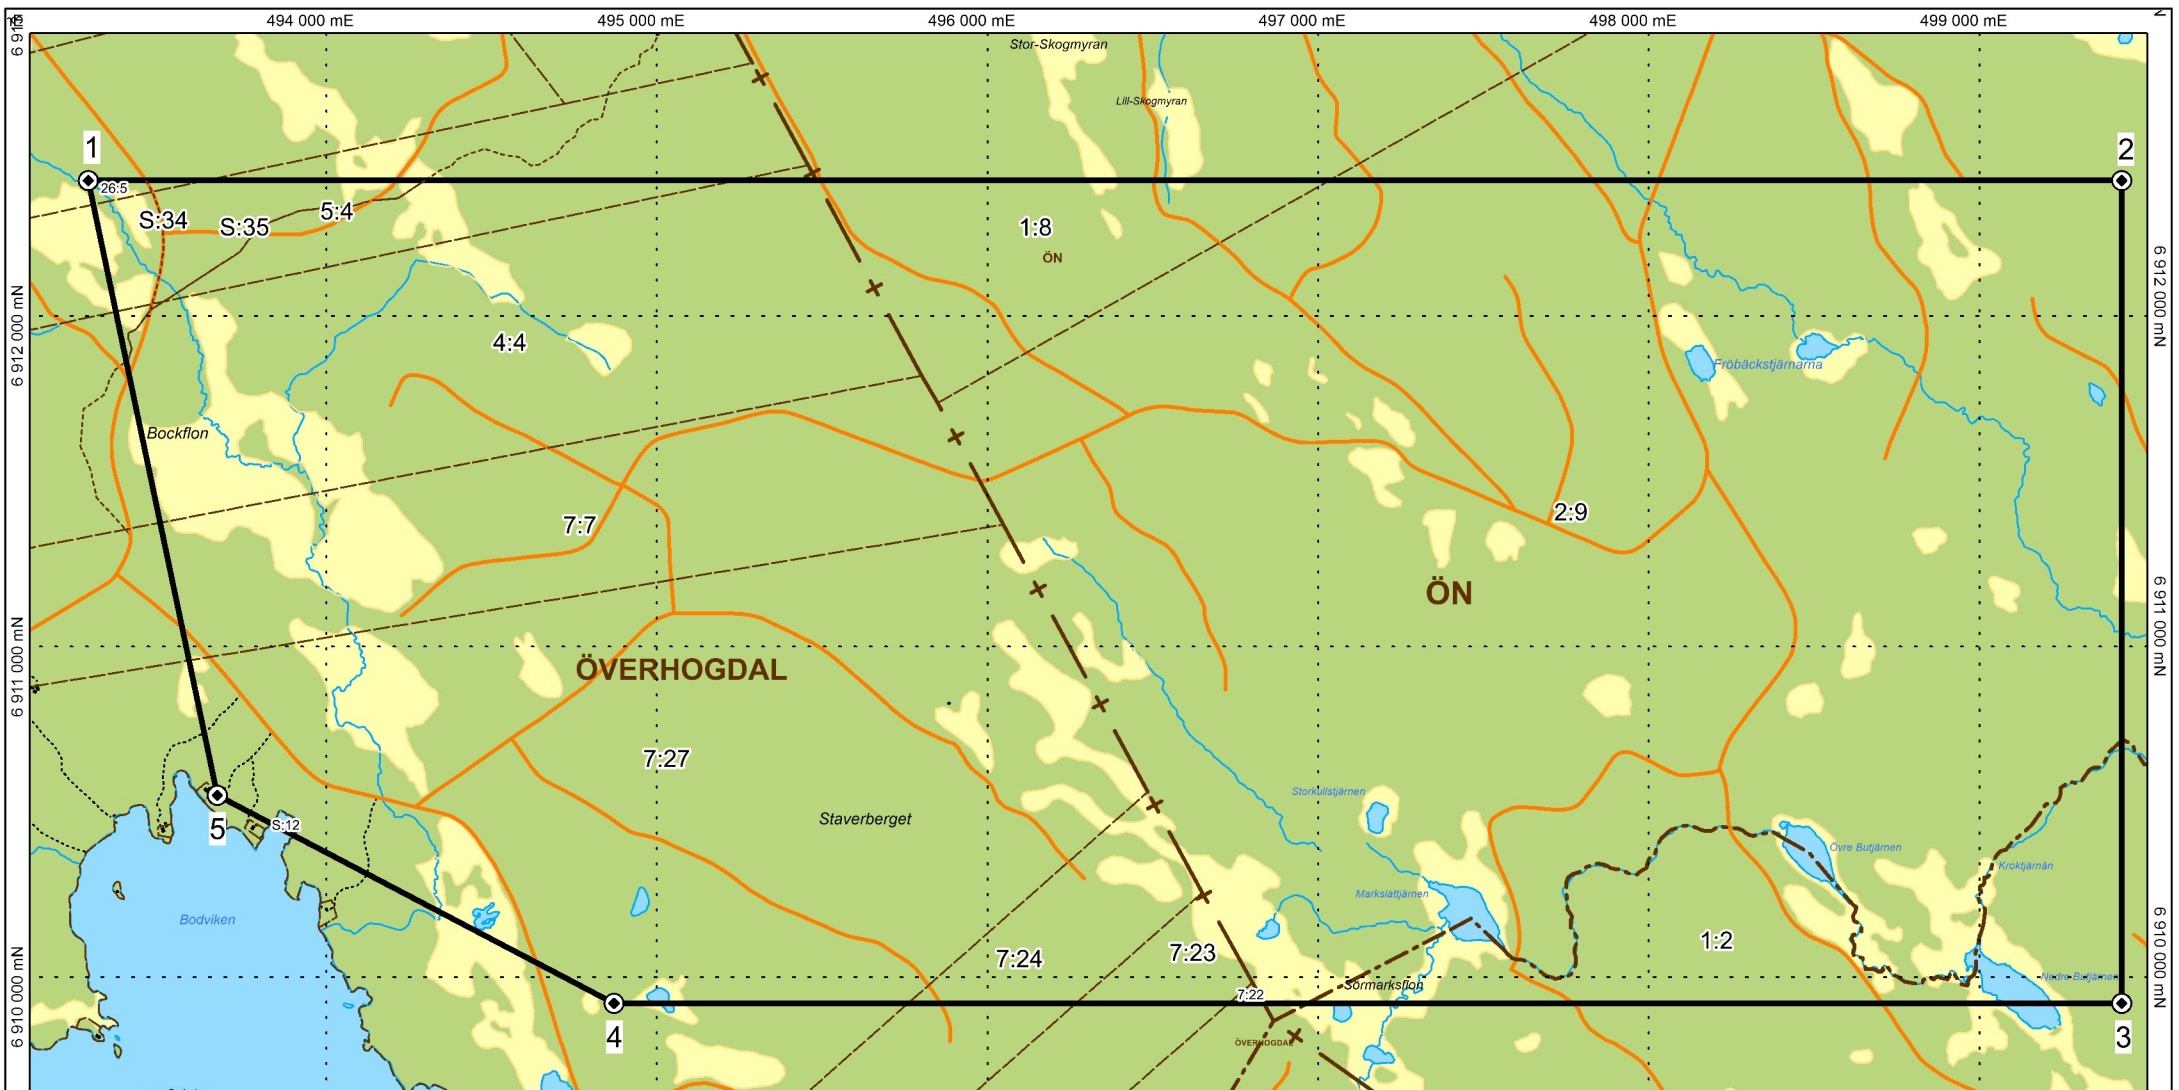 494 000 mE
495 000 mE
496 000 mE
497 000 mE
498 000 mE
499 000 mE
Stor-Skogmyran
Lill-Skogmyran
1
2
26:5
S:34
S:35
5:4
1:8
ÖN
6 912 000 mN
6 912 000 mN
4:4
Fröbäckstjärnarna
Bockflon
7:7
2:9
ÖN
6 911 000 mN
6 911 000 mN
ÖVERHOGDAL
7:27
Storkullstjärnen
Staverberget
5
S:12
Övre Butjärnen
Kroktjärnån
Markslåttjärnen
Bodviken
1:2
7:23
7:24
6 910 000 mN
6 910 000 mN
Nedre Butjärnen
Sörmarksflon
7:22
4
3
ÖVERHOGDAL